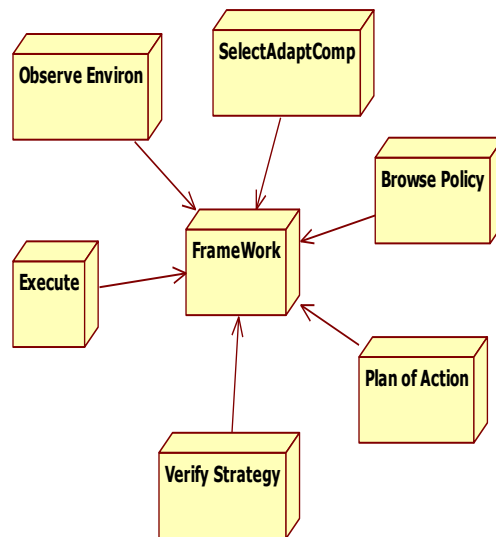 SelectAdaptComp
Observe Environ
Browse Policy
FrameWork
Execute
Plan of Action
Verify Strategy